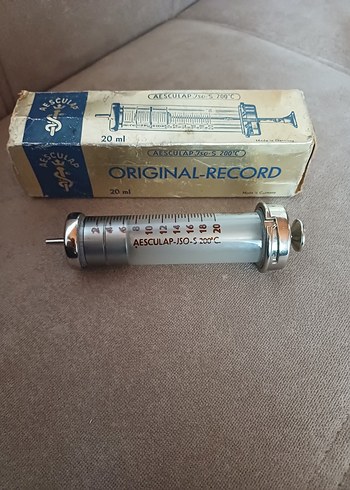 AESCULAP
AESCULAP-JSO-S 200°C
20 ml
Made in Germany
AESCULAP
AESCULAP-JSO-S 200°C
ORIGINAL-RECORD
20 ml
Made in Germany
2 4 6 8 10 12 14 16 18 20
AESCULAP-JSO-S 200°C.